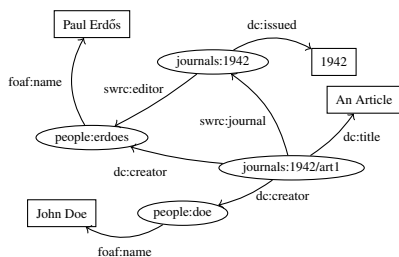 Paul Erdős
dc:issued
foaf:name
journals:1942
1942
swrc:editor
An Article
swrc:journal
people:erdoes
dc:title
dc:creator
journals:1942/art1
dc:creator
John Doe
people:doe
foaf:name